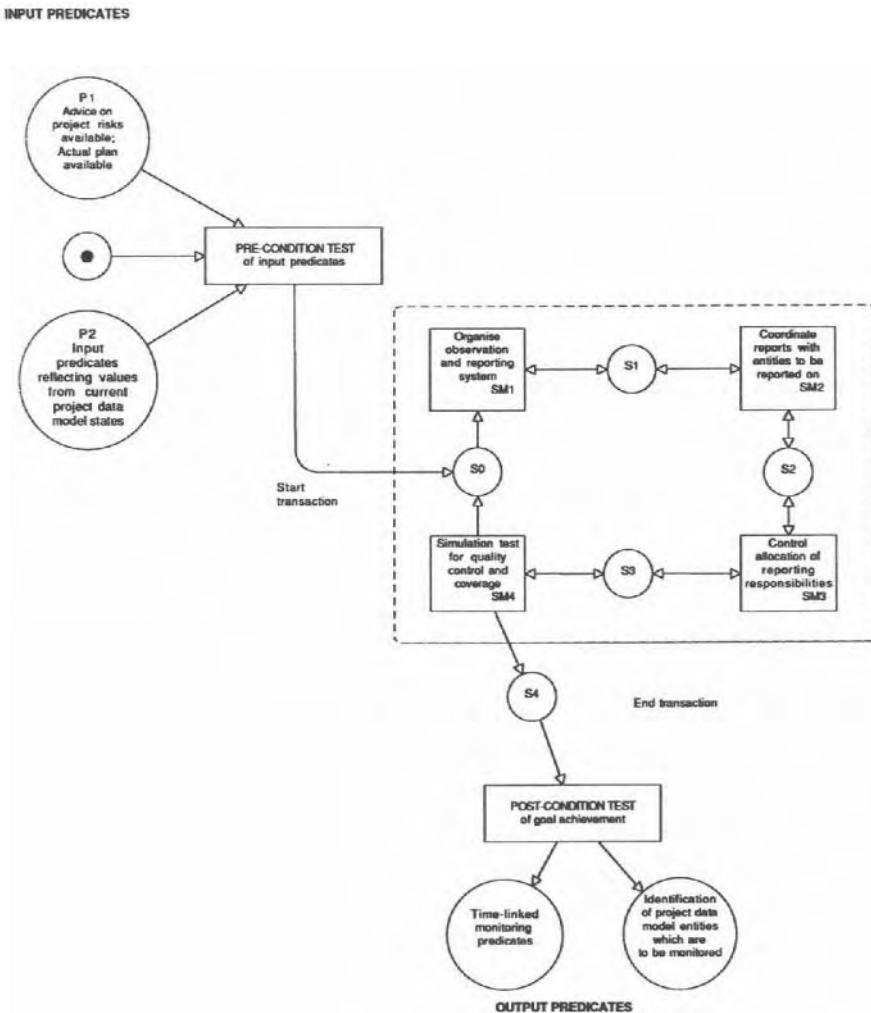 INPUT PREDICATES
P1
Advice on
project risks
available;
Actual plan
available
PRE-CONDITION TEST
of input predicates
P2
Input
predicates
reflecting values
from current
project data
model states
Organise
observation
and reporting
system
SM1
S1
Coordinate
reports with
entities to be
reported on
SM2
Start
transaction
S0
S2
Simulation test
for quality
control and
coverage
SM4
S3
Control
allocation of
reporting
responsibilities
SM3
S4
End transaction
POST-CONDITION TEST
of goal achievement
Time-linked
monitoring
predicates
Identification
of project data
model entities
which are
to be monitored
OUTPUT PREDICATES